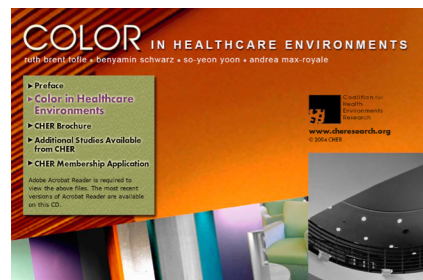 COLOR IN HEALTHCARE ENVIRONMENTS
ruth brent tofle • benyamin schwarz • so-yeon yoon • andrea max-royale
Preface
Color in Healthcare
Environments
CHER Brochure
Additional Studies Available
from CHER
CHER Membership Application
Adobe Acrobat Reader is required to
view the above files. The most recent
versions of Acrobat Reader are available
on this CD.
Coalition for
Health
Environments
Research
www.cheresearch.org
© 2004 CHER